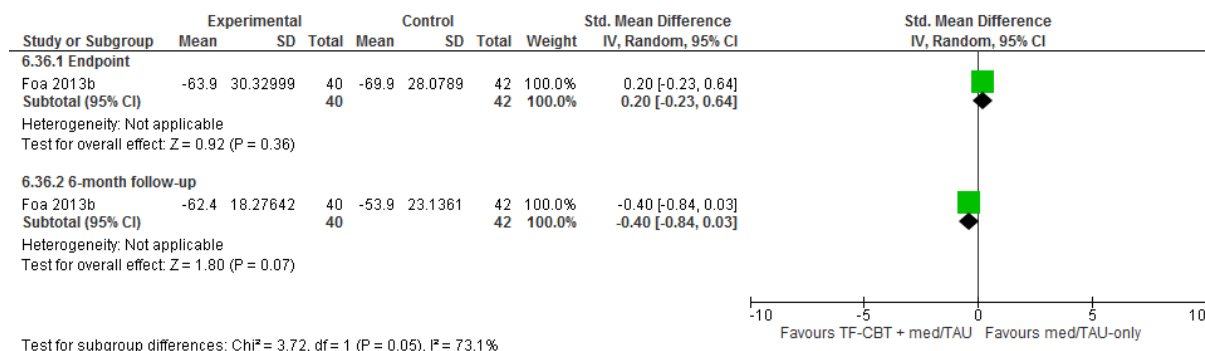 Experimental Control Std. Mean Difference Std. Mean Difference
Study or Subgroup Mean SD Total Mean SD Total Weight IV, Random, 95% CI IV, Random, 95% CI
6.36.1 Endpoint
Foa 2013b -63.9 30.32999 40 -69.9 28.0789 42 100.0% 0.20 [-0.23, 0.64]
Subtotal (95% CI) 40 42 100.0% 0.20 [-0.23, 0.64]
Heterogeneity: Not applicable
Test for overall effect: Z = 0.92 (P = 0.36)
6.36.2 6-month follow-up
Foa 2013b -62.4 18.27642 40 -53.9 23.1361 42 100.0% -0.40 [-0.84, 0.03]
Subtotal (95% CI) 40 42 100.0% -0.40 [-0.84, 0.03]
Heterogeneity: Not applicable
Test for overall effect: Z = 1.80 (P = 0.07)
-10 -5 0 5 10
Favours TF-CBT + med/TAU Favours med/TAU-only
Test for subgroup differences: Chi² = 3.72, df = 1 (P = 0.05), I² = 73.1%